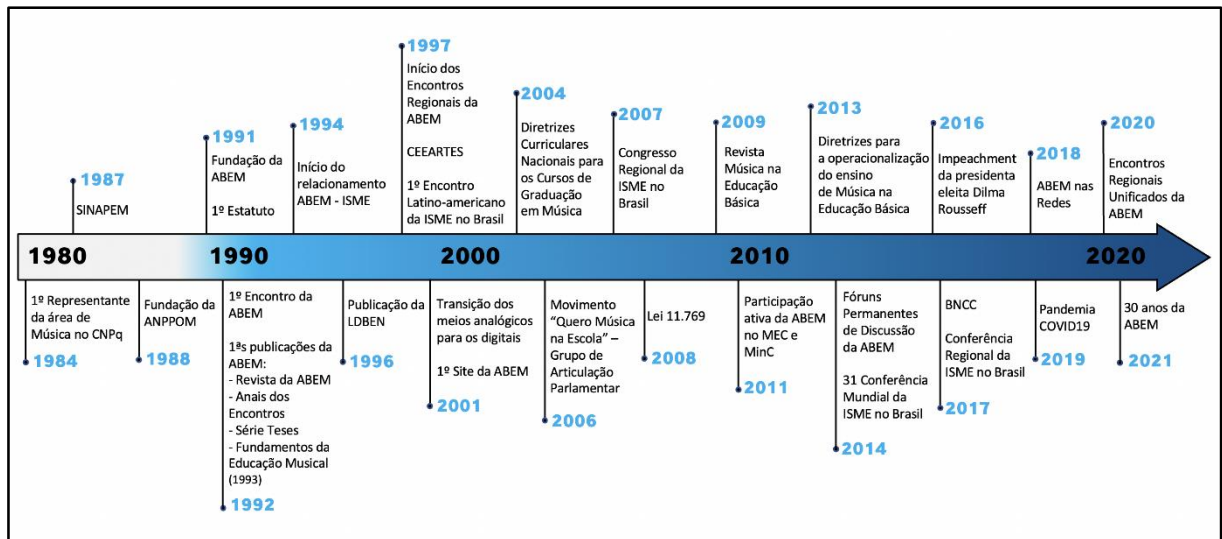 1987
SINAPEM
1991
Fundação da
ABEM
1º Estatuto
1994
Início do
relacionamento
ABEM - ISME
1997
Início dos
Encontros
Regionais da
ABEM
CEEARTES
1º Encontro
Latino-americano
da ISME no Brasil
2004
Diretrizes
Curriculares
Nacionais para
os Cursos de
Graduação
em Música
2007
Congresso
Regional da
ISME no
Brasil
2009
Revista
Música na
Educação
Básica
2013
Diretrizes para
a operacionalização
do ensino
de Música na
Educação Básica
2016
Impeachment
da presidenta
eleita Dilma
Rousseff
2018
ABEM nas
Redes
2020
Encontros
Regionais
Unificados da
ABEM
1980
1990
2000
2010
2020
1º Representante
da área de
Música no CNPq
1984
Fundação da
ANPPOM
1988
1º Encontro da
ABEM
1ªs publicações da
ABEM:
- Revista da ABEM
- Anais dos
Encontros
- Série Teses
- Fundamentos da
Educação Musical
(1993)
1992
Publicação da
LDBEN
1996
Transição dos
meios analógicos
para os digitais
1º Site da ABEM
2001
Movimento
“Quero Música
na Escola” –
Grupo de
Articulação
Parlamentar
2006
Lei 11.769
2008
Participação
ativa da ABEM
no MEC e
MinC
2011
Fóruns
Permanentes
de Discussão
da ABEM
31 Conferência
Mundial da
ISME no Brasil
2014
BNCC
Conferência
Regional da
ISME no Brasil
2017
Pandemia
COVID19
2019
30 anos da
ABEM
2021